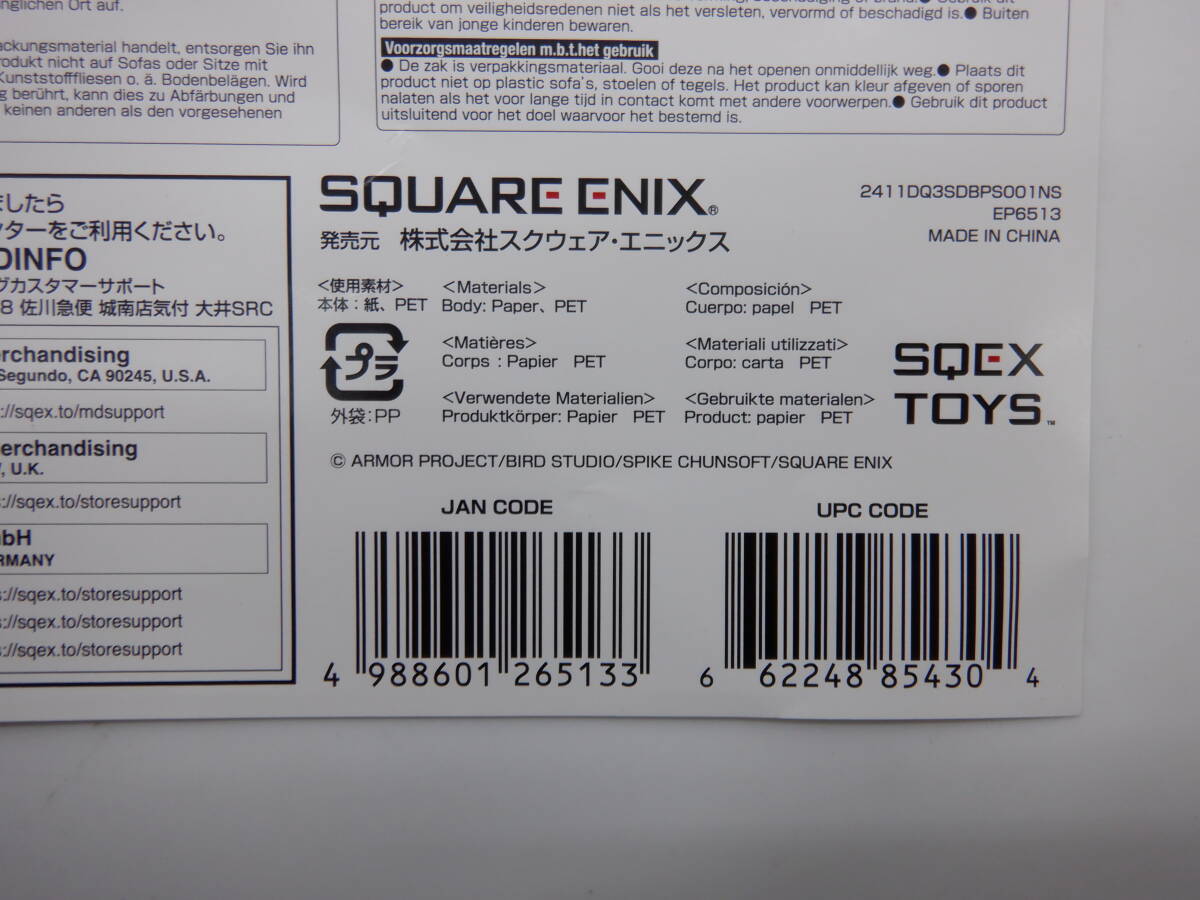 nglichen Ort auf.
ackungsmaterial handelt, entsorgen Sie ihn
rodukt nicht auf Sofas oder Sitze mit
Kunststofffliesen o. ä. Bodenbelägen. Wird
g berührt, kann dies zu Abfärbungen und
keinen anderen als den vorgesehenen
product om veiligheidsredenen niet als het versleten, vervormd of beschadigd is.● Buiten
bereik van jonge kinderen bewaren.
Voorzorgsmaatregelen m.b.t.het gebruik
● De zak is verpakkingsmateriaal. Gooi deze na het openen onmiddellijk weg.● Plaats dit
product niet op plastic sofa's, stoelen of tegels. Het product kan kleur afgeven of sporen
nalaten als het voor lange tijd in contact komt met andere voorwerpen.● Gebruik dit product
uitsluitend voor het doel waarvoor het bestemd is.
ましたら
ターをご利用ください。
DINFO
グカスタマーサポート
8 佐川急便 城南店気付 大井SRC
erchandising
Segundo, CA 90245, U.S.A.
://sqex.to/mdsupport
erchandising
, U.K.
://sqex.to/storesupport
bH
RMANY
://sqex.to/storesupport
://sqex.to/storesupport
://sqex.to/storesupport
SQUARE ENIX®
発売元 株式会社スクウェア・エニックス
2411DQ3SDBPS001NS
EP6513
MADE IN CHINA
<使用素材>
本体：紙、PET
<Materials>
Body: Paper、PET
<Composición>
Cuerpo: papel PET
プラ
外袋：PP
<Matières>
Corps : Papier PET
<Materiali utilizzati>
Corpo: carta PET
<Verwendete Materialien>
Produktkörper: Papier PET
<Gebruikte materialen>
Product: papier PET
SQEX
TOYS™
© ARMOR PROJECT/BIRD STUDIO/SPIKE CHUNSOFT/SQUARE ENIX
JAN CODE
4 988601 265133
UPC CODE
6 62248 85430 4